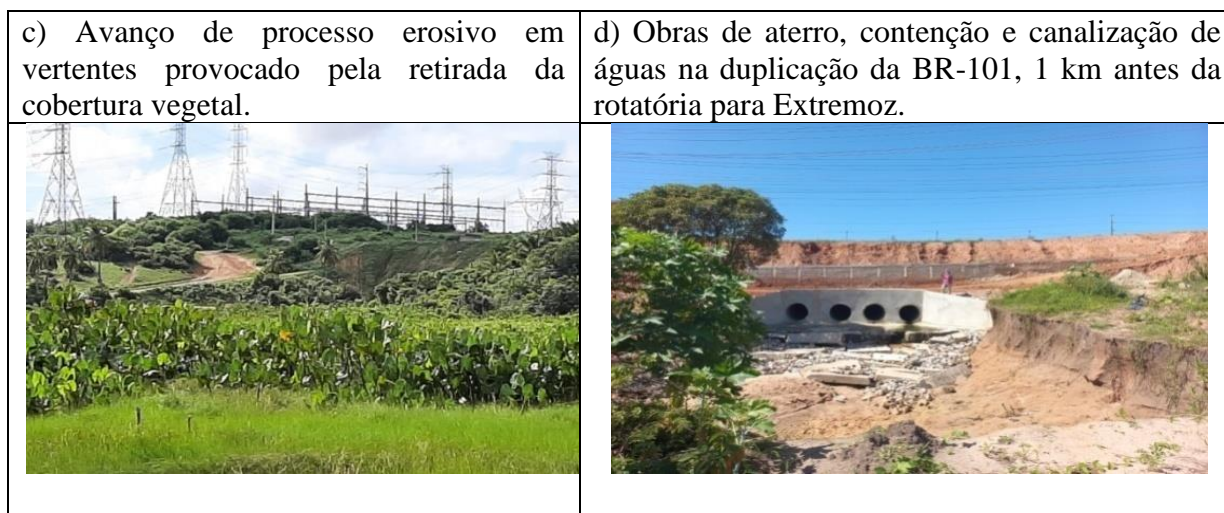 c) Avanço de processo erosivo em
vertentes provocado pela retirada da
cobertura vegetal.
d) Obras de aterro, contenção e canalização de
águas na duplicação da BR-101, 1 km antes da
rotatória para Extremoz.